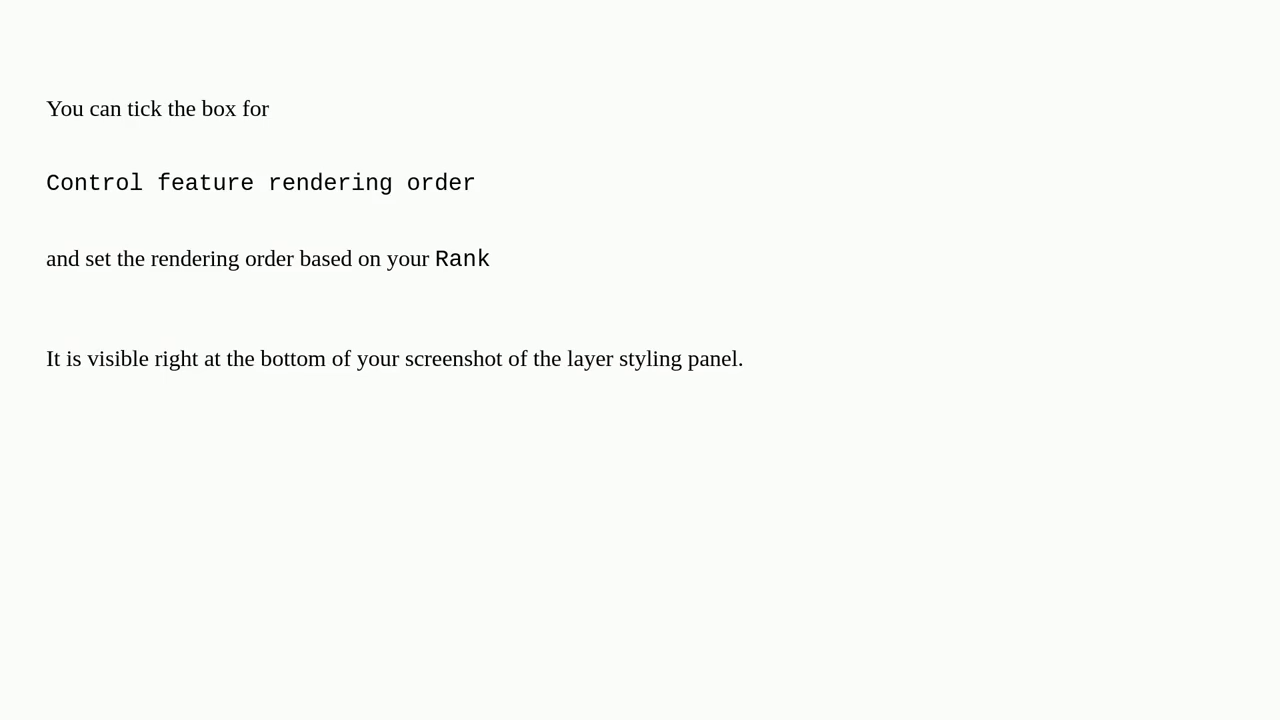 You can tick the box for
Control feature rendering order
and set the rendering order based on your Rank
It is visible right at the bottom of your screenshot of the layer styling panel.